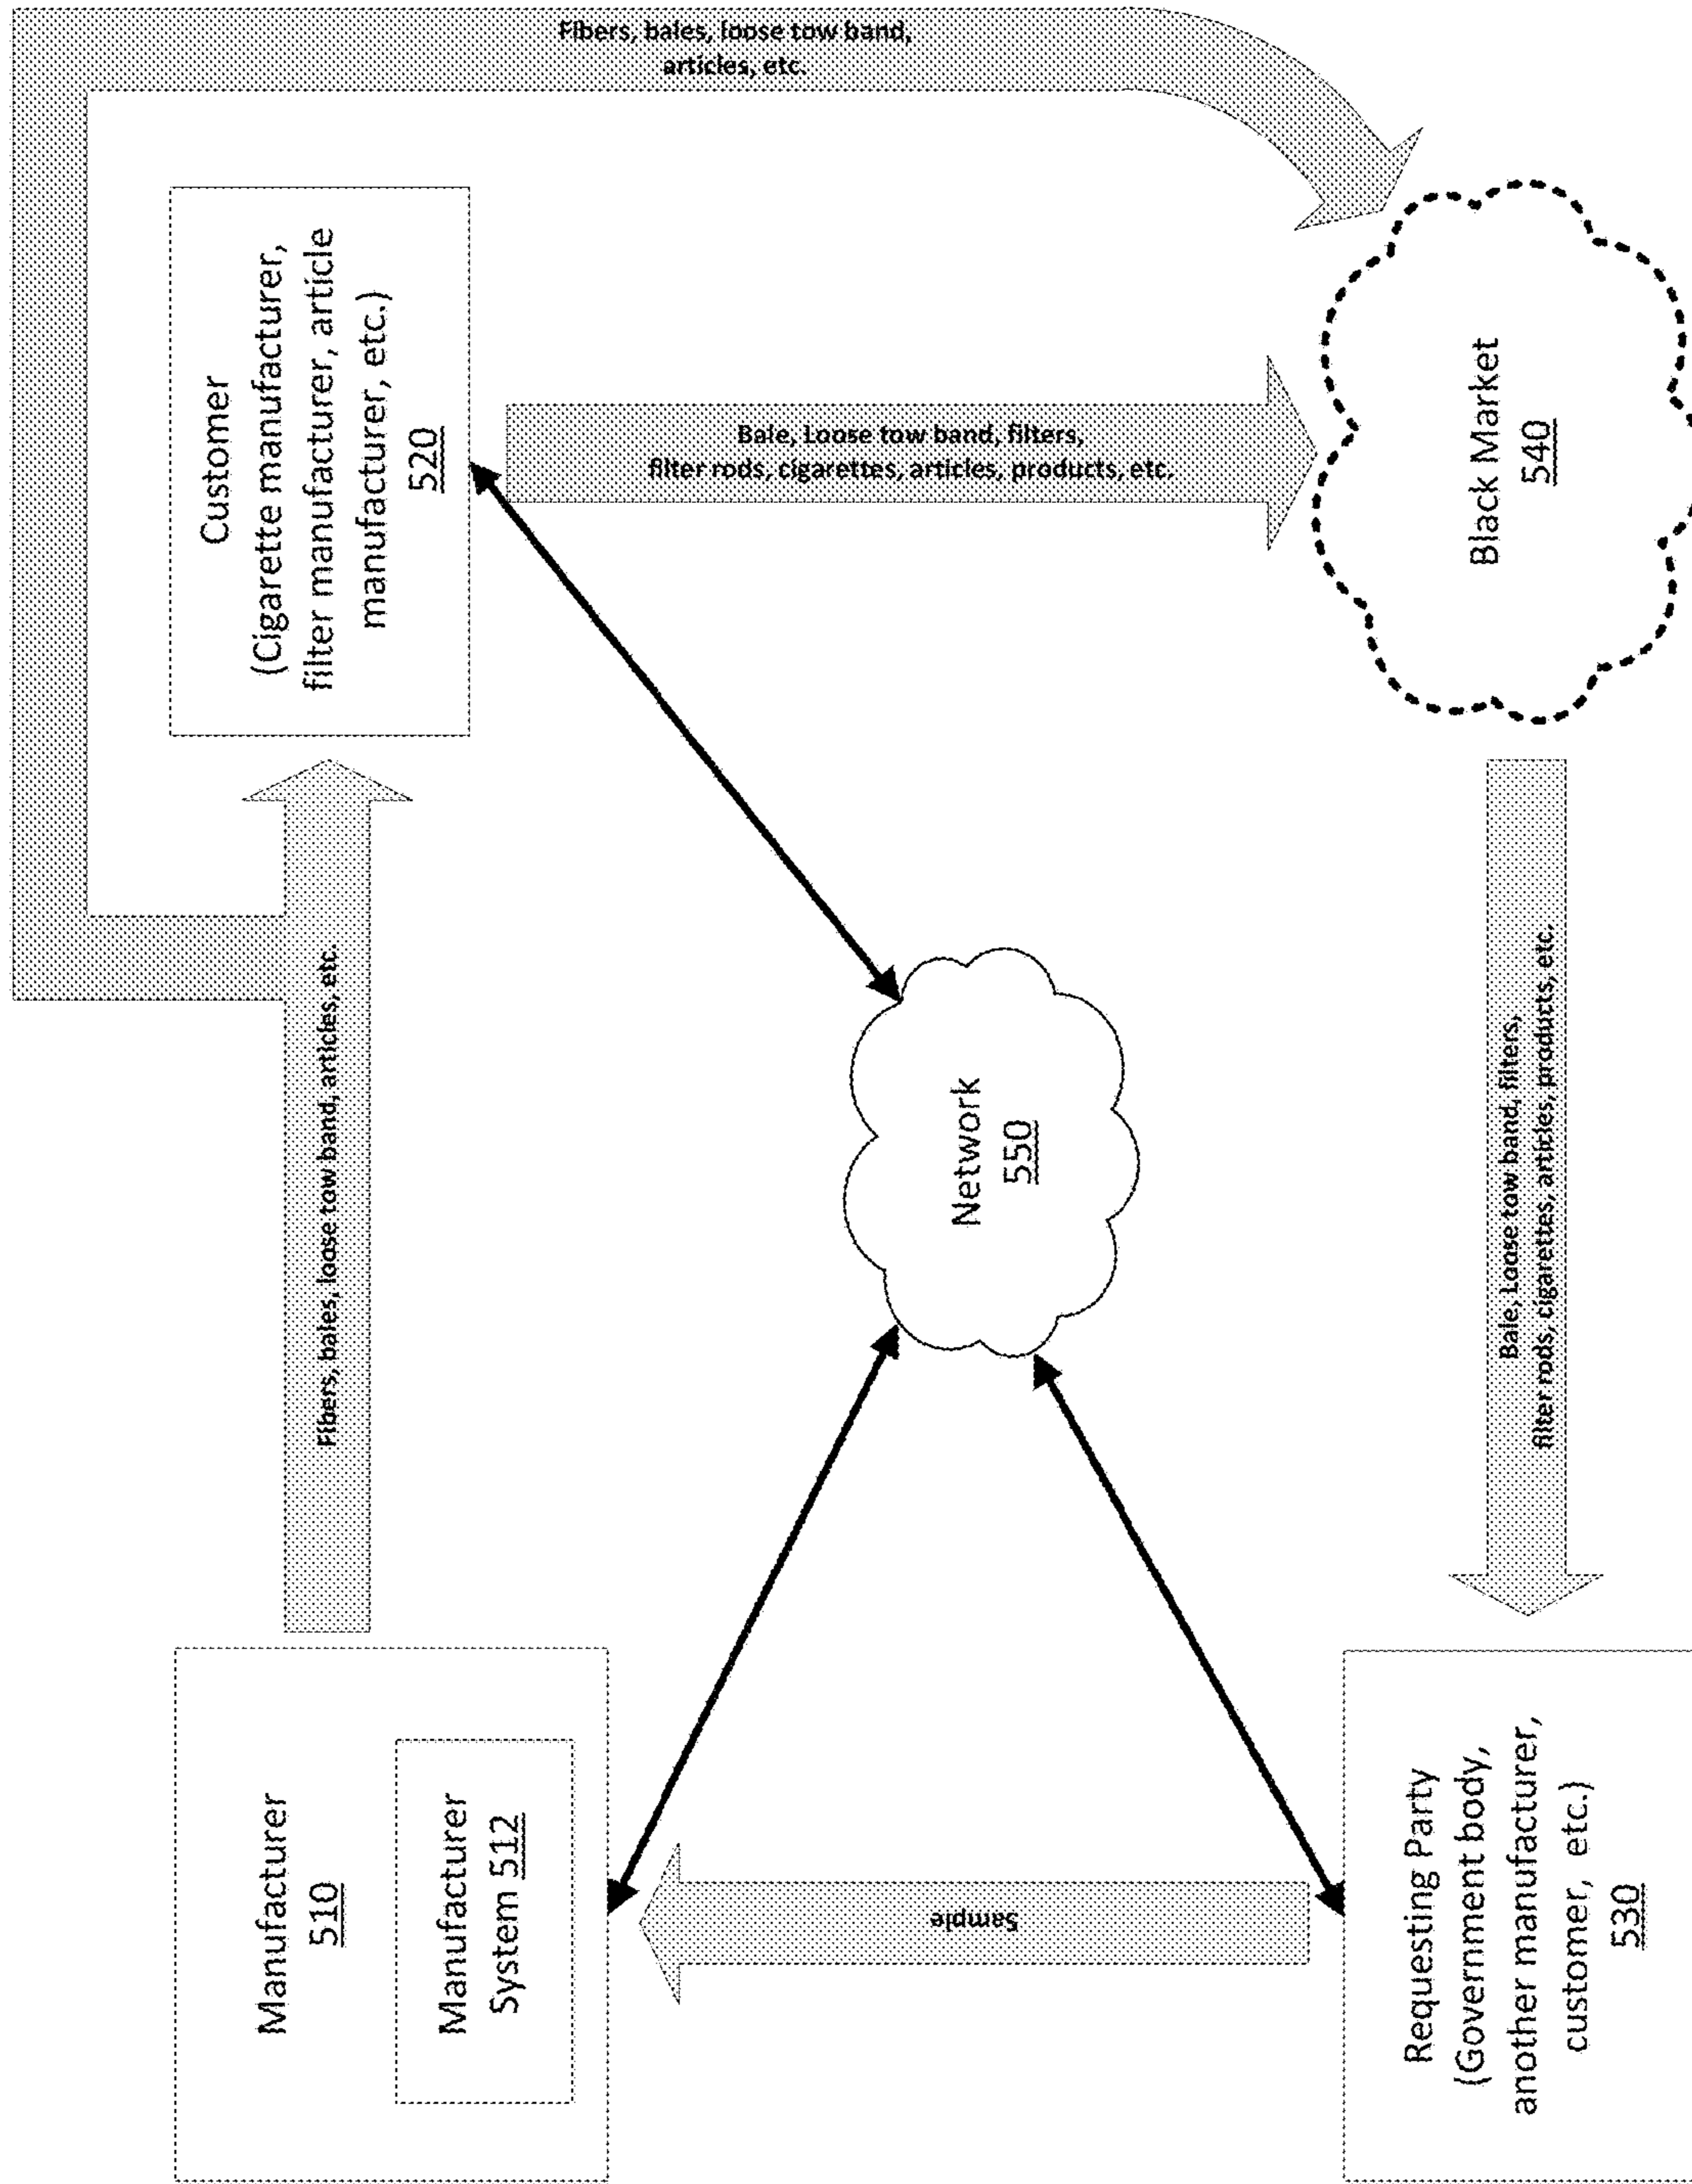 Manufacturer
510
Manufacturer
System 512
Fibers, bales, loose tow band, articles, etc.
Customer
(Cigarette manufacturer,
filter manufacturer, article
manufacturer, etc.)
520
Fibers, bales, loose tow band,
articles, etc.
Sample
Network
550
Bale, Loose tow band, filters,
filter rods, cigarettes, articles, products, etc.
Requesting Party
(Government body,
another manufacturer,
customer, etc.)
530
Bale, Loose tow band, filters,
filter rods, cigarettes, articles, products, etc.
Black Market
540